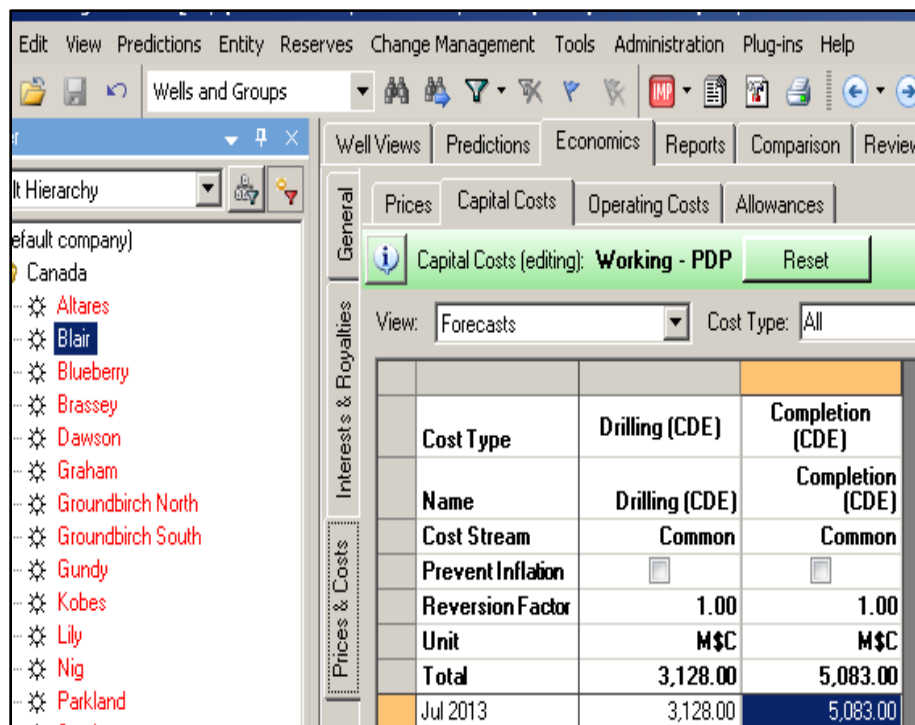 Edit View Predictions Entity Reserves Change Management Tools Administration Plug-ins Help
Wells and Groups
IMP
Well Views Predictions Economics Reports Comparison Review
lt Hierarchy
General
Prices Capital Costs Operating Costs Allowances
efault company)
Capital Costs (editing): Working - PDP Reset
Canada
Altares
Interests & Royalties
View: Forecasts Cost Type: All
Blair
Blueberry
Brassey
Cost Type Drilling (CDE) Completion (CDE)
Dawson
Graham
Groundbirch North
Name Drilling (CDE) Completion (CDE)
Groundbirch South
Cost Stream Common Common
Prices & Costs
Gundy
Prevent Inflation
Kobes
Reversion Factor 1.00 1.00
Lily
Unit M$C M$C
Nig
Total 3,128.00 5,083.00
Parkland
Jul 2013 3,128.00 5,083.00